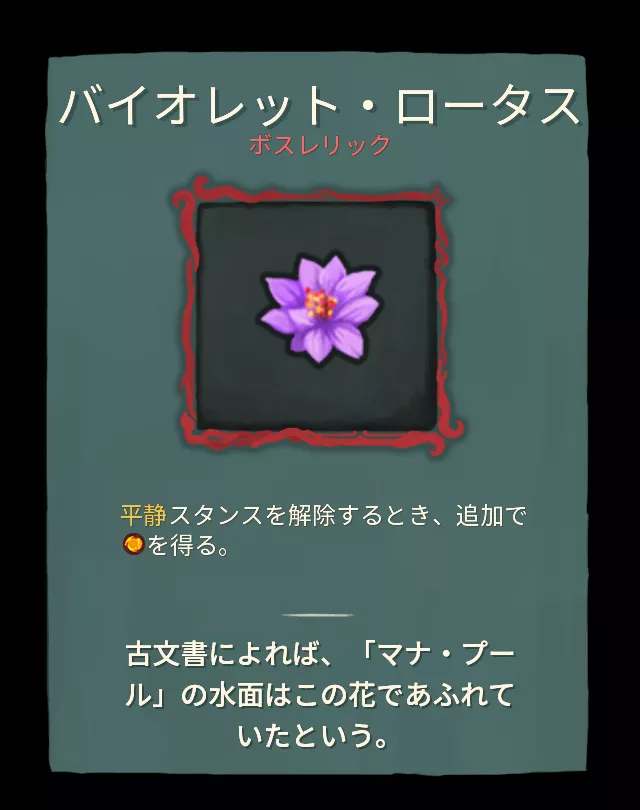 バイオレット・ロータス
ボスレリック
平静スタンスを解除するとき、追加で
を得る。
古文書によれば、「マナ・プー
ル」の水面はこの花であふれて
いたという。